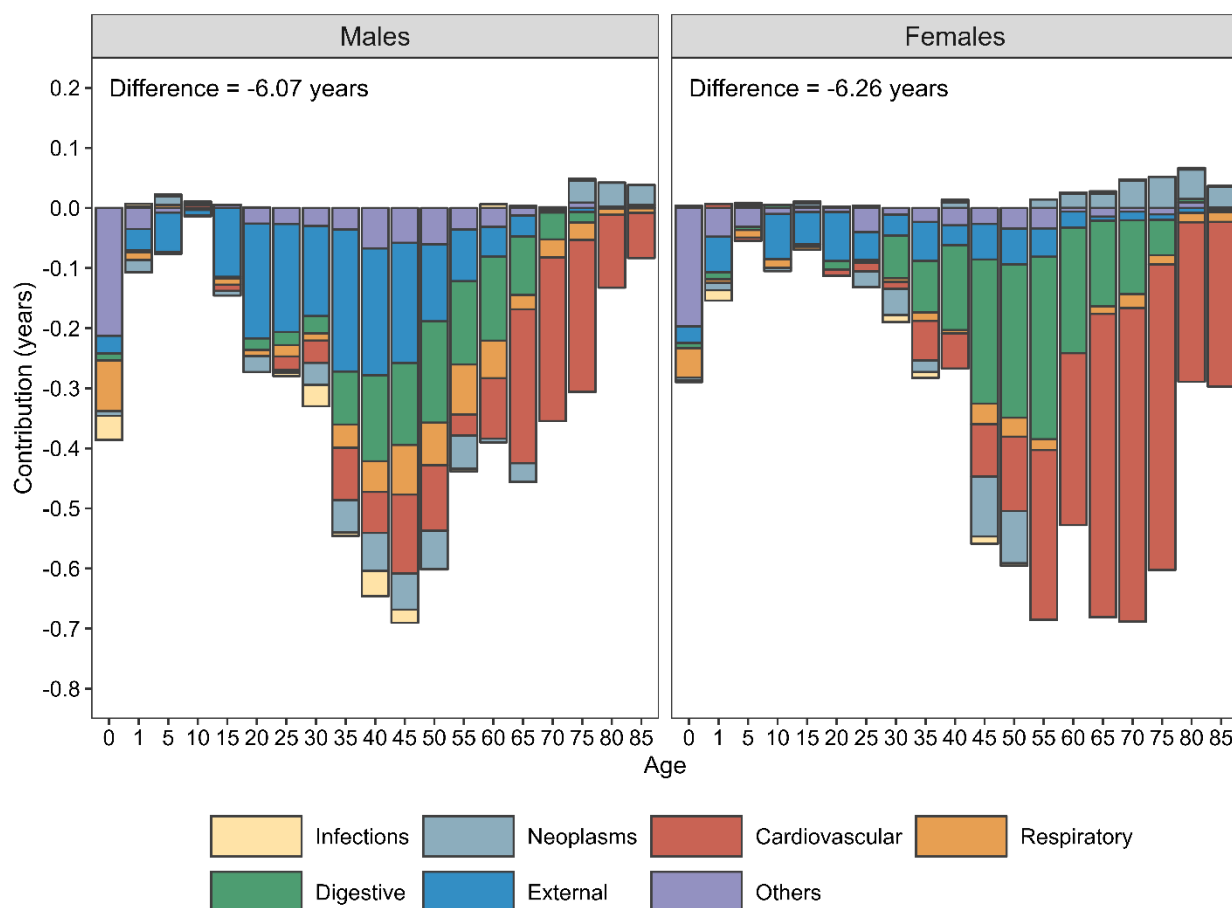 Males
Females
Difference = -6.07 years
Difference = -6.26 years
0.2
0.1
0.0
-0.1
-0.2
-0.3
-0.4
-0.5
-0.6
-0.7
-0.8
Contribution (years)
0 1 5 10 15 20 25 30 35 40 45 50 55 60 65 70 75 80 85
0 1 5 10 15 20 25 30 35 40 45 50 55 60 65 70 75 80 85
Age
Infections
Neoplasms
Cardiovascular
Respiratory
Digestive
External
Others